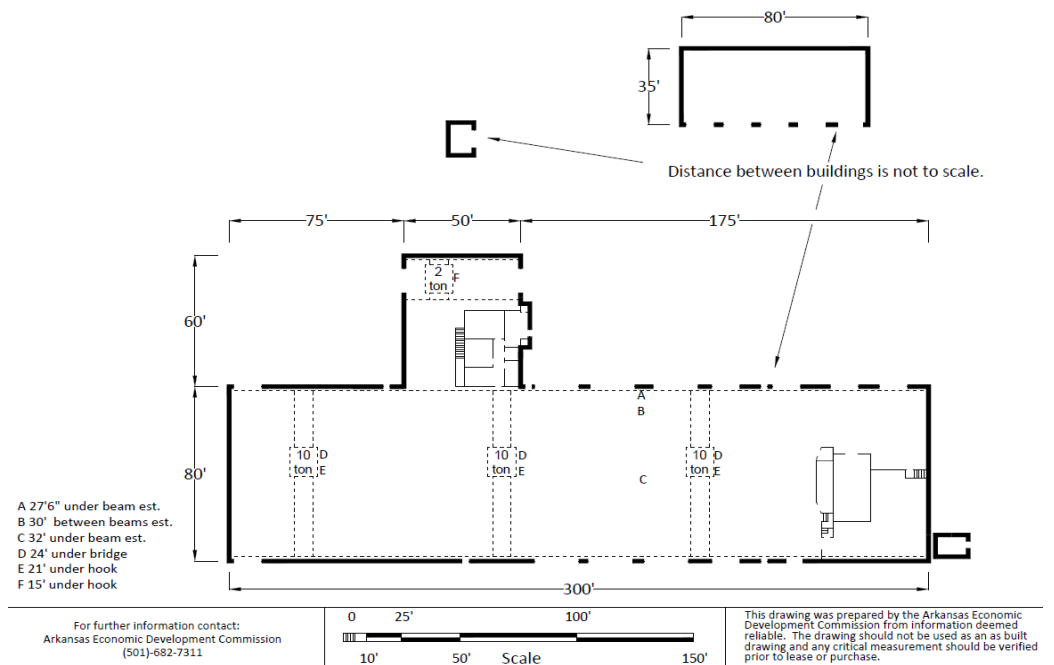 80'
35'
Distance between buildings is not to scale.
75'
50'
175'
2
ton
F
60'
A
B
80'
10
ton
D
E
10
ton
D
E
10
ton
D
E
C
A 27'6" under beam est.
B 30' between beams est.
C 32' under beam est.
D 24' under bridge
E 21' under hook
F 15' under hook
300'
For further information contact:
Arkansas Economic Development Commission
(501)-682-7311
0 25' 100'
10' 50' Scale 150'
This drawing was prepared by the Arkansas Economic
Development Commission from information deemed
reliable. The drawing should not be used as an as built
drawing and any critical measurement should be verified
prior to lease or purchase.